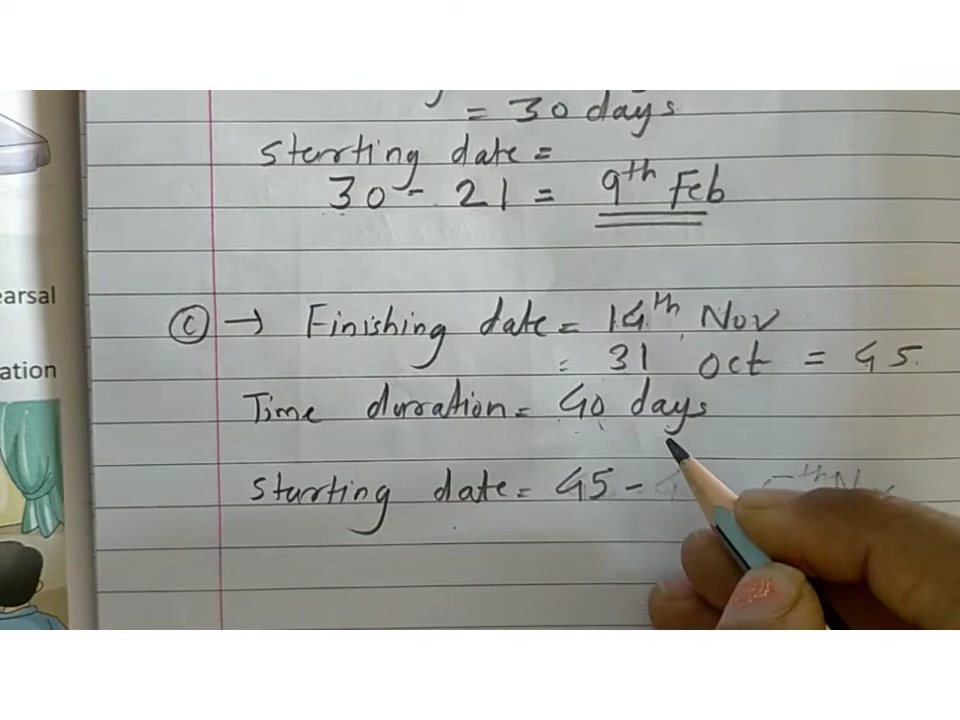 = 30 days
Starting date =
30 - 21 = 9th Feb
earsal
ation
(C) → Finishing date = 14th Nov
= 31 Oct = 45.
Time duration = 40 days
Starting date = 45 -